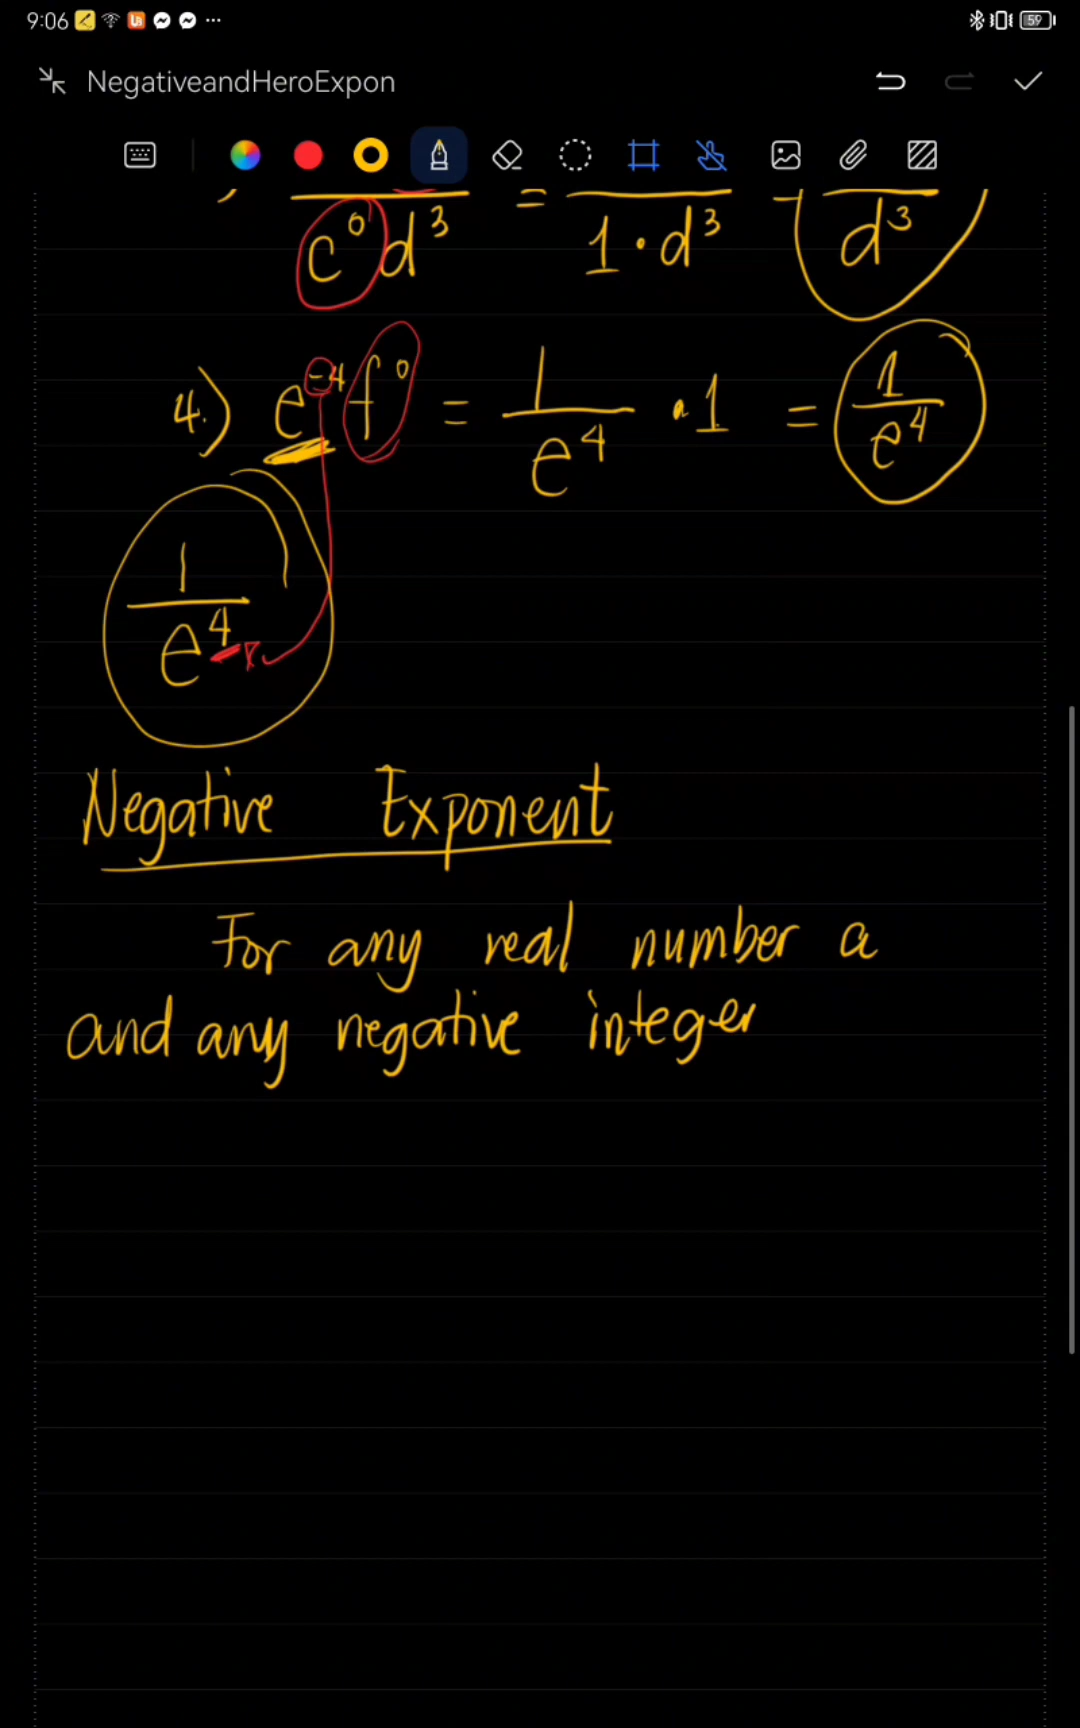 9:06 59
NegativeandHeroExpon
c⁰d³ = 1·d³ d³
4.) e⁻⁴f⁰ = 1/e⁴ · 1 = 1/e⁴
1/e⁴
Negative Exponent
For any real number a
and any negative integer